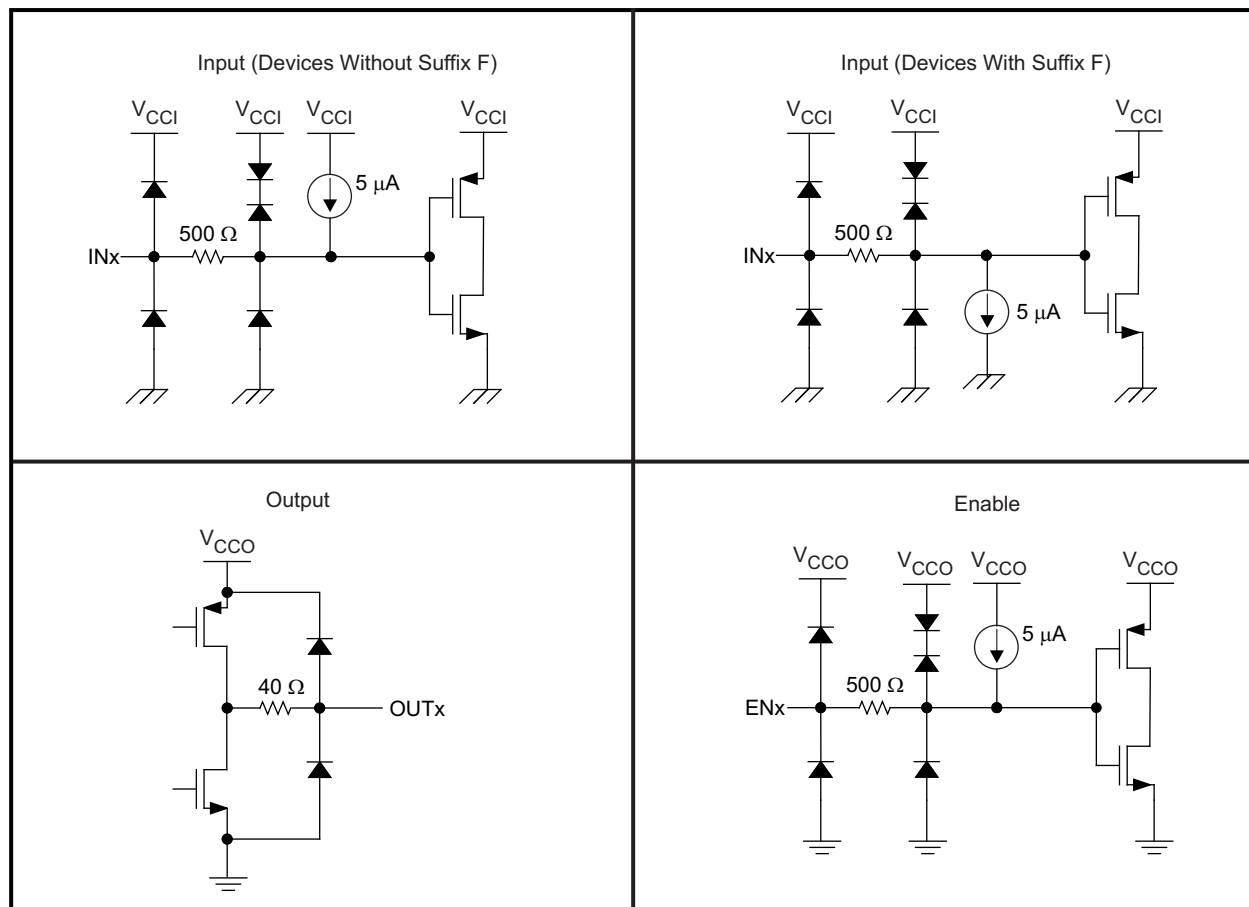 Input (Devices Without Suffix F)
V_CCI V_CCI V_CCI V_CCI
5 μA
500 Ω
INx
Input (Devices With Suffix F)
V_CCI V_CCI V_CCI
500 Ω
INx
5 μA
Output
V_CCO
40 Ω
OUTx
Enable
V_CCO V_CCO V_CCO V_CCO
5 μA
500 Ω
ENx